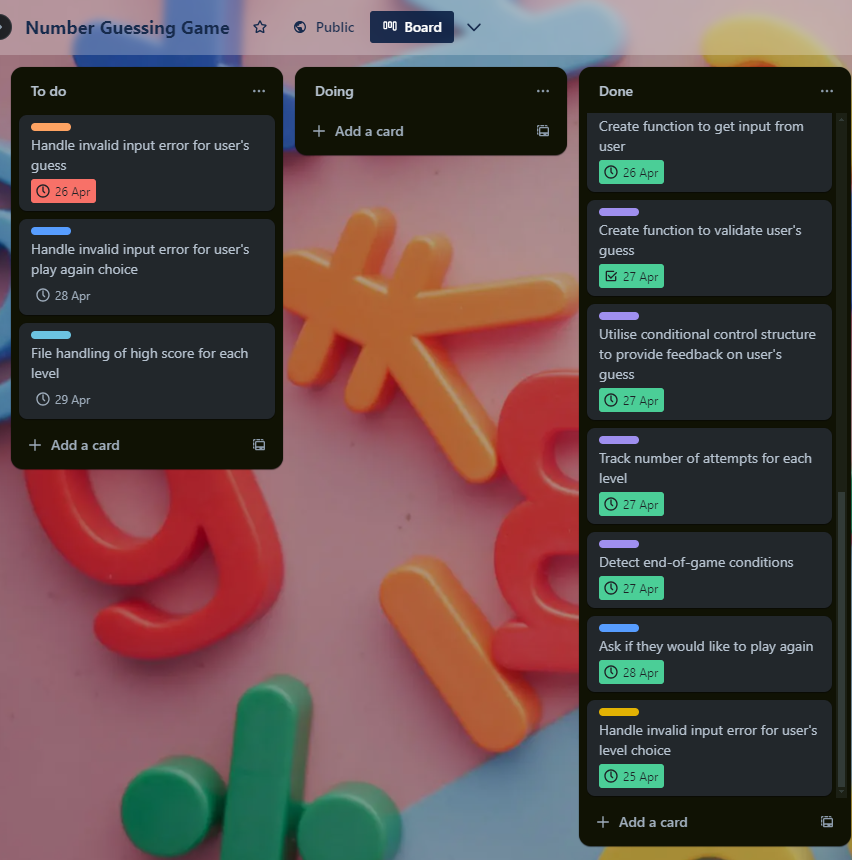 Number Guessing Game
Public
Board
To do
Handle invalid input error for user's
guess
26 Apr
Handle invalid input error for user's
play again choice
28 Apr
File handling of high score for each
level
29 Apr
Add a card
Doing
Add a card
Done
Create function to get input from
user
26 Apr
Create function to validate user's
guess
27 Apr
Utilise conditional control structure
to provide feedback on user's
guess
27 Apr
Track number of attempts for each
level
27 Apr
Detect end-of-game conditions
27 Apr
Ask if they would like to play again
28 Apr
Handle invalid input error for user's
level choice
25 Apr
Add a card